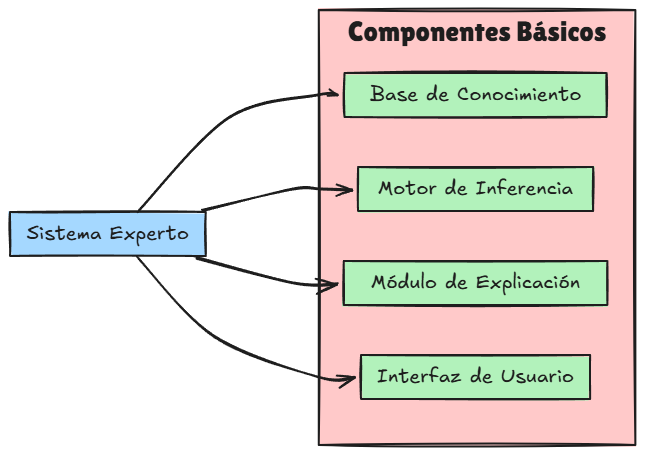 Componentes Básicos
Base de Conocimiento
Motor de Inferencia
Sistema Experto
Módulo de Explicación
Interfaz de Usuario